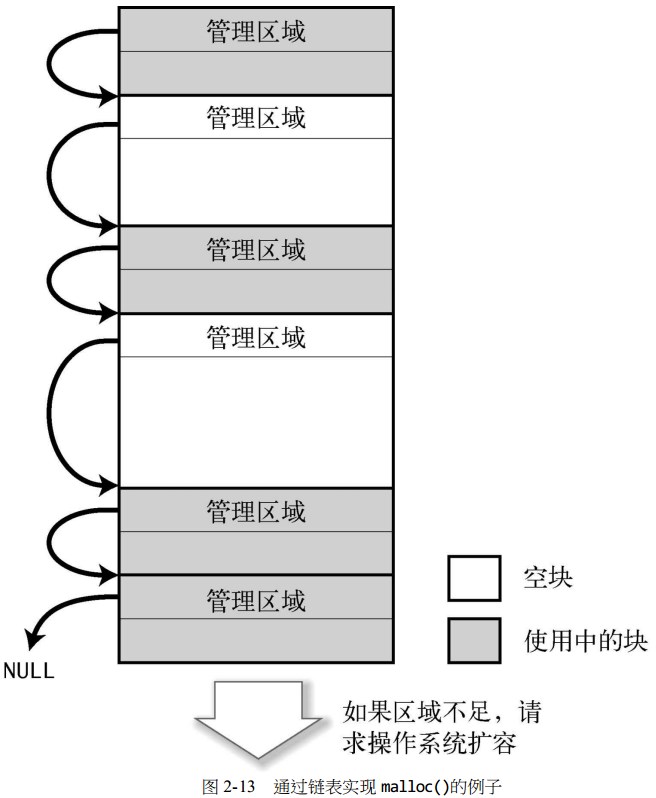 管理区域
管理区域
管理区域
管理区域
管理区域
管理区域
NULL
空块
使用中的块
如果区域不足，请
求操作系统扩容
图 2-13 通过链表实现 malloc()的例子